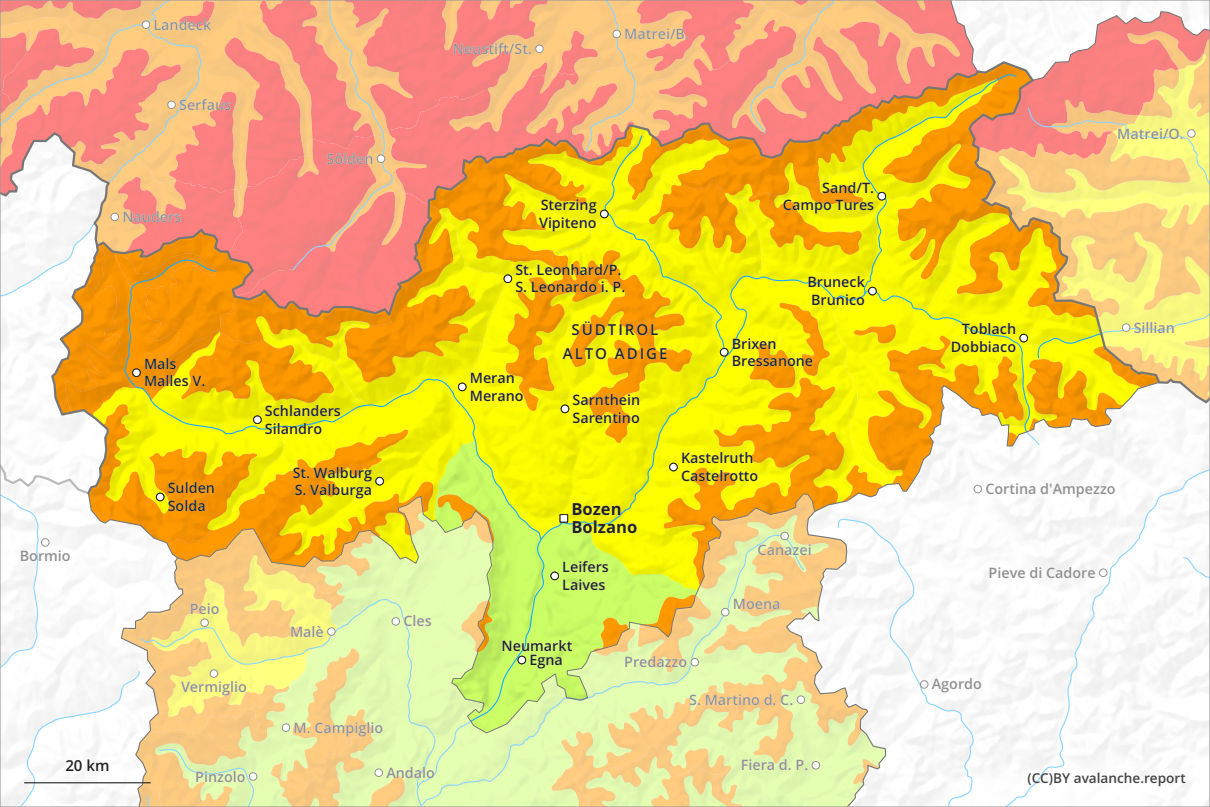 Landeck
Matrei/B
Neustift/St.
Serfaus
Matrei/O.
Sölden
Sand/T.
Campo Tures
Sterzing
Vipiteno
Nauders
St. Leonhard/P.
S. Leonardo i. P.
Bruneck
Brunico
SÜDTIROL
ALTO ADIGE
Toblach
Dobbiaco
Sillian
Brixen
Bressanone
Mals
Malles V.
Meran
Merano
Sarnthein
Sarentino
Schlanders
Silandro
Kastelruth
Castelrotto
St. Walburg
S. Valburga
Sulden
Solda
Cortina d'Ampezzo
Bozen
Bolzano
Bormio
Canazei
Leifers
Laives
Pieve di Cadore
Peio
Moena
Cles
Malè
Neumarkt
Egna
Predazzo
Vermiglio
Agordo
S. Martino d. C.
M. Campiglio
20 km
Pinzolo
Andalo
Fiera d. P.
(CC)BY avalanche.report